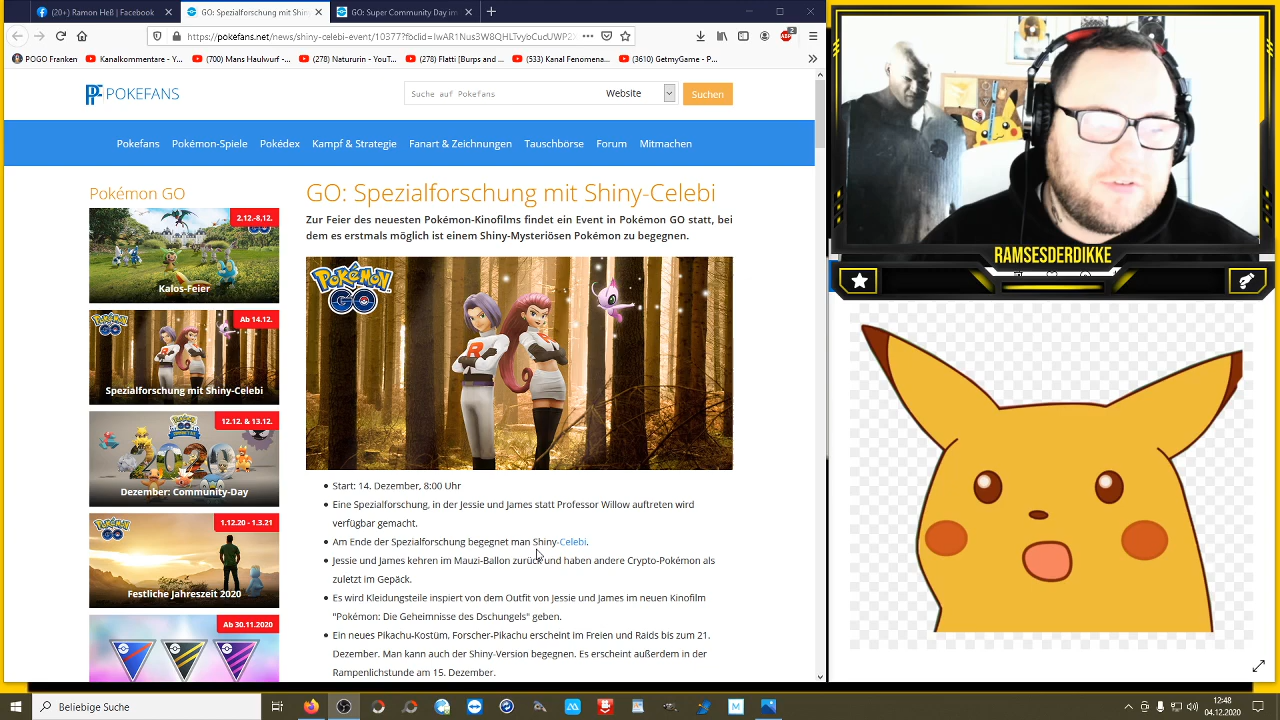 (20+) Ramon Heß | Facebook
GO: Spezialforschung mit Shin
GO: Super Community Day im
https://pokefans.net/news/shiny-celebi-event/10377?fbclid=IwAR1Nus3W8QHLTvybCucUWP2
POGO Franken
Kanalkommentare - Y...
(700) Mans Haulwurf -...
(278) Natururin - YouT...
(278) Flatti [Burps and ...
(533) Kanal Fenomena...
(3610) GetmyGame - P...
POKEFANS
Suche auf Pokefans
Website
Suchen
Pokefans
Pokémon-Spiele
Pokédex
Kampf & Strategie
Fanart & Zeichnungen
Tauschbörse
Forum
Mitmachen
Pokémon GO
2.12.-8.12.
Kalos-Feier
Ab 14.12.
Spezialforschung mit Shiny-Celebi
12.12. & 13.12.
2020
Dezember: Community-Day
1.12.20 - 1.3.21
Festliche Jahreszeit 2020
Ab 30.11.2020
GO: Spezialforschung mit Shiny-Celebi
Zur Feier des neuesten Pokémon-Kinofilms findet ein Event in Pokémon GO statt, bei
dem es erstmals möglich ist einem Shiny-Mysteriösen Pokémon zu begegnen.
Pokémon
GO
Start: 14. Dezember, 8:00 Uhr
Eine Spezialforschung, in der Jessie und James statt Professor Willow auftreten wird
verfügbar gemacht.
Am Ende der Spezialforschung begegnet man Shiny-Celebi.
Jessie und James kehren im Mauzi-Ballon zurück und haben andere Crypto-Pokémon als
zuletzt im Gepäck.
Es wird Kleidungsteile inspiriert von dem Outfit von Jessie und James im neuen Kinofilm
"Pokémon: Die Geheimnisse des Dschungels" geben.
Ein neues Pikachu-Kostüm, Forscher-Pikachu erscheint im Freien und Raids bis zum 21.
Dezember. Man kann auch der Shiny-Version begegnen. Es erscheint außerdem in der
Rampenlichstunde am 15. Dezember.
RAMSESDERDIKKE
Beliebige Suche
12:48
04.12.2020